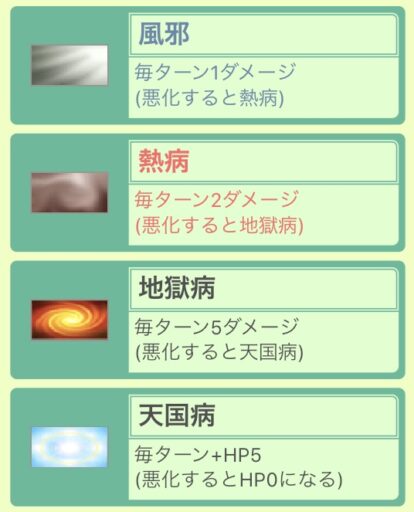 風邪
毎ターン1ダメージ
(悪化すると熱病)
熱病
毎ターン2ダメージ
(悪化すると地獄病)
地獄病
毎ターン5ダメージ
(悪化すると天国病)
天国病
毎ターン+HP5
(悪化するとHP0になる)